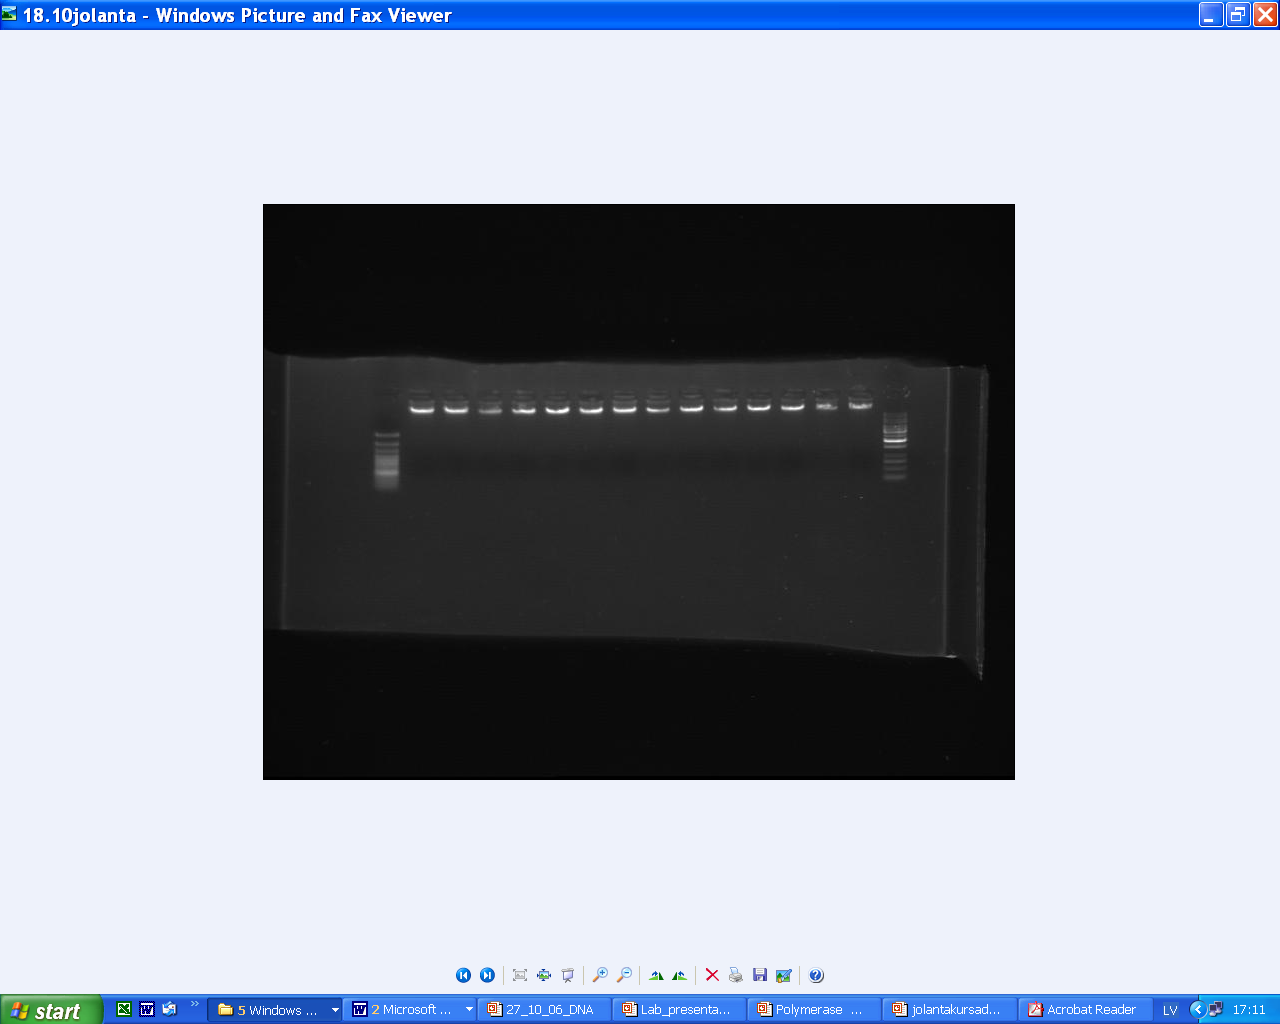 18.10jolanta - Windows Picture and Fax Viewer
start
5 Windows ...
2 Microsoft ...
27_10_06_DNA
Lab_presenta...
Polymerase ...
jolantakursad...
Acrobat Reader
LV
17:11